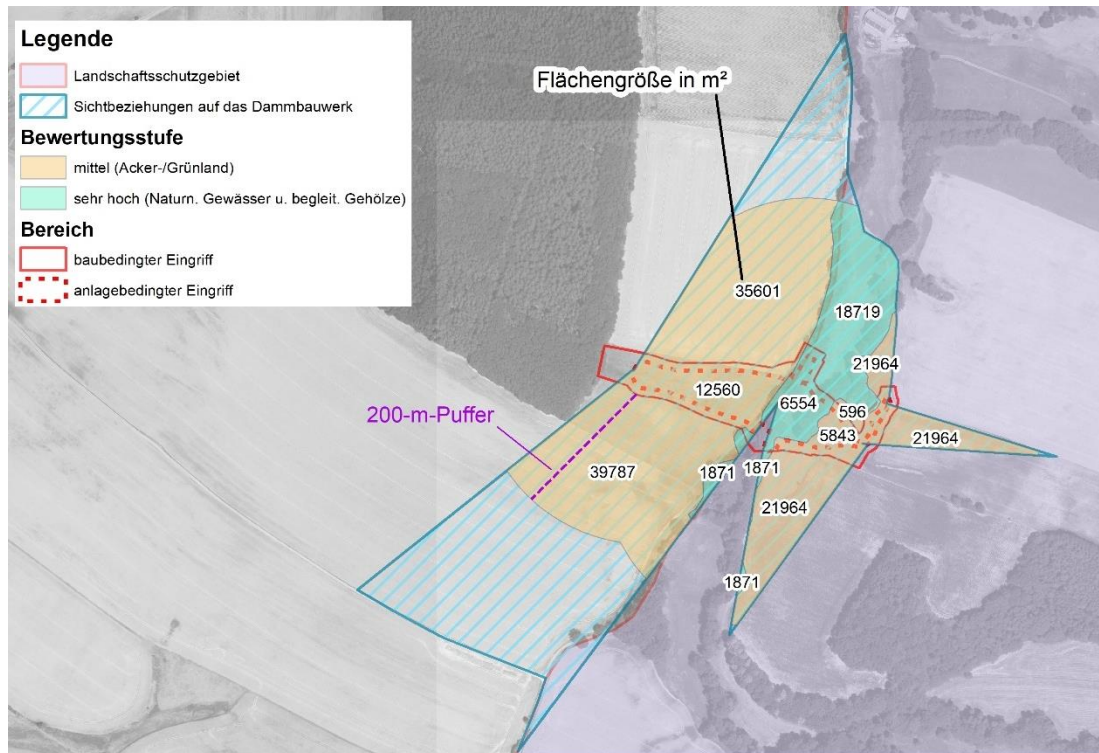 Legende
Landschaftsschutzgebiet
Sichtbeziehungen auf das Dammbauwerk
Bewertungsstufe
mittel (Acker-/Grünland)
sehr hoch (Naturn. Gewässer u. begleit. Gehölze)
Bereich
baubedingter Eingriff
anlagebedingter Eingriff
Flächengröße in m²
35601
18719
21964
12560
6554
596
200-m-Puffer
5843
21964
39787
1871
1871
21964
1871